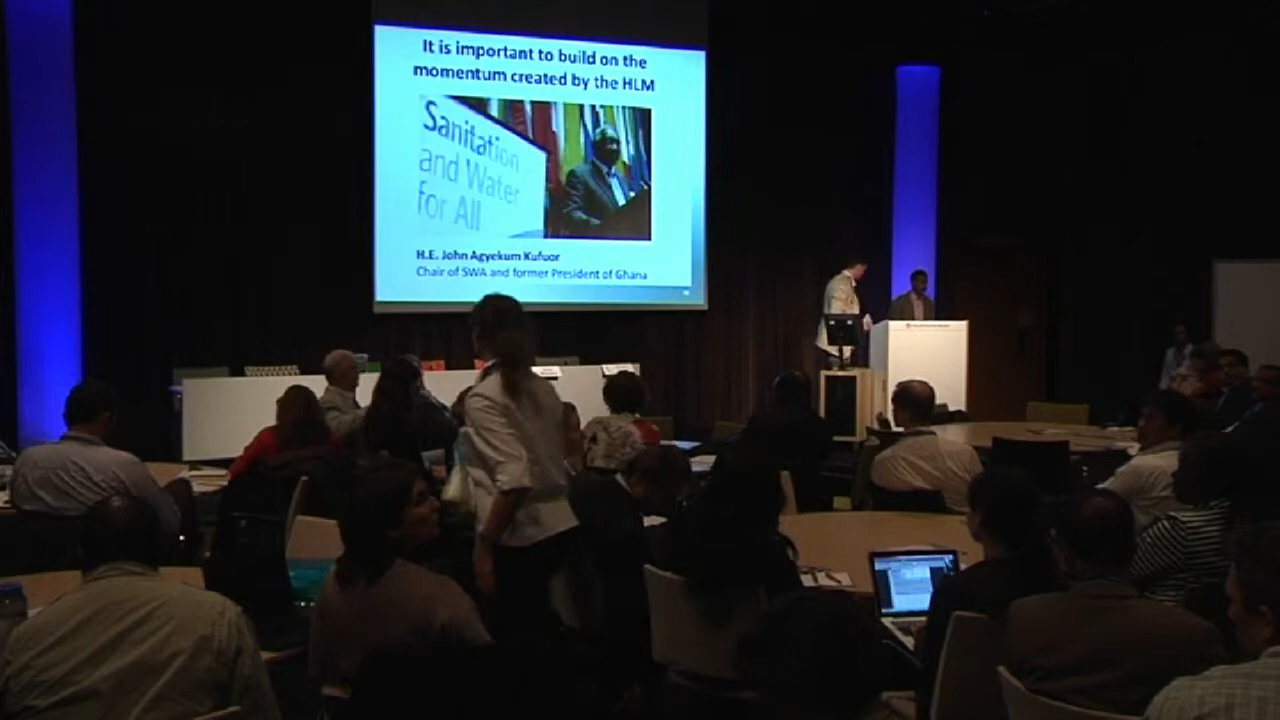 It is important to build on the
momentum created by the HLM
Sanitation
and Water
for All
H.E. John Agyekum Kufuor
Chair of SWA and former President of Ghana